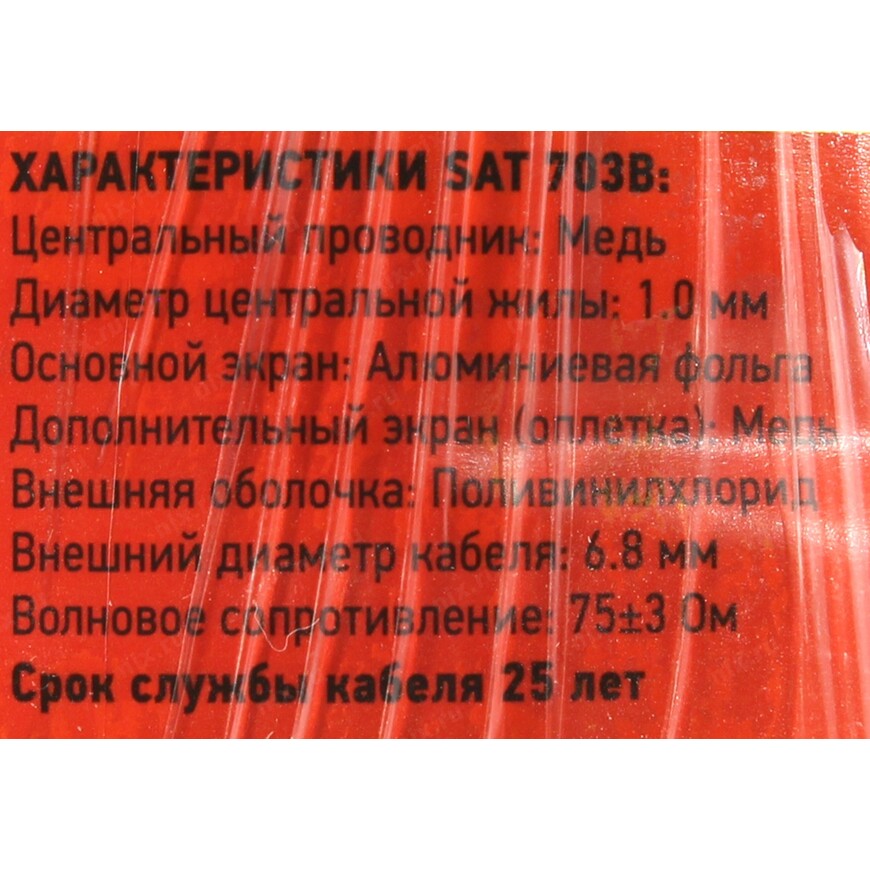 ХАРАКТЕРИСТИКИ SAT 703B:
Центральный проводник: Медь
Диаметр центральной жилы: 1.0 мм
Основной экран: Алюминиевая фольга
Дополнительный экран (оплетка): Медь
Внешняя оболочка: Поливинилхлорид
Внешний диаметр кабеля: 6.8 мм
Волновое сопротивление: 75±3 Ом
Срок службы кабеля 25 лет